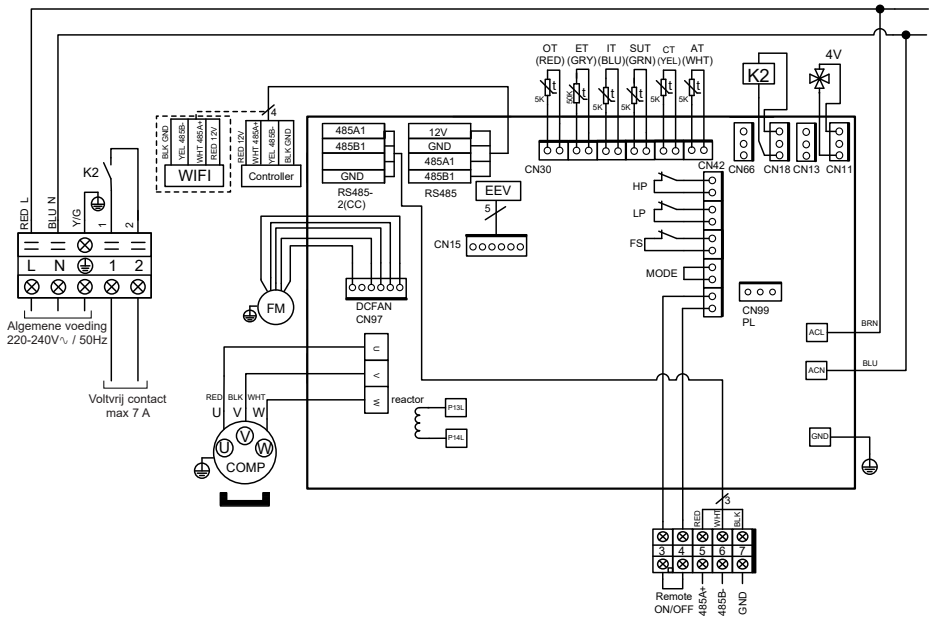 OT ET IT SUT CT AT
(RED) (GRY) (BLU) (GRN) (YEL) (WHT)
5K 50K 5K 5K 5K 5K
t t t t t t
K2
4V
4
BLK GND
YEL 485B-
WHT 485A+
RED 12V
WIFI
RED 12V
WHT 485A+
YEL 485B-
BLK GND
Controller
485A1
485B1
GND
RS485-
2(CC)
12V
GND
485A1
485B1
RS485
CN30
CN42
CN66
CN18
CN13
CN11
EEV
5
CN15
HP
LP
FS
MODE
CN99
PL
K2
RED L
BLU N
Y/G
1
2
L N 1 2
Algemene voeding
220-240V∿ / 50Hz
Voltvrij contact
max 7 A
FM
DCFAN
CN97
U
V
W
reactor
P13L
P14L
RED BLK WHT
U V W
V
U W
COMP
ACL
BRN
ACN
BLU
GND
3
RED
WHT
BLK
3 4 5 6 7
Remote
ON/OFF
485A+
485B-
GND